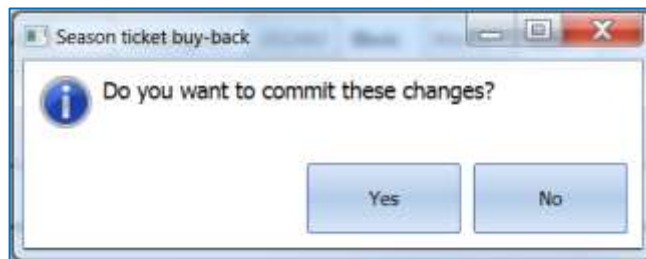 Season ticket buy-back
Do you want to commit these changes?
Yes
No